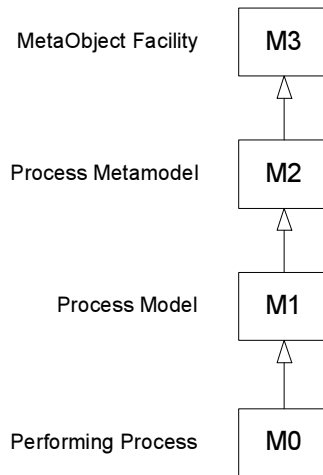 MetaObject Facility M3
Process Metamodel M2
Process Model M1
Performing Process M0